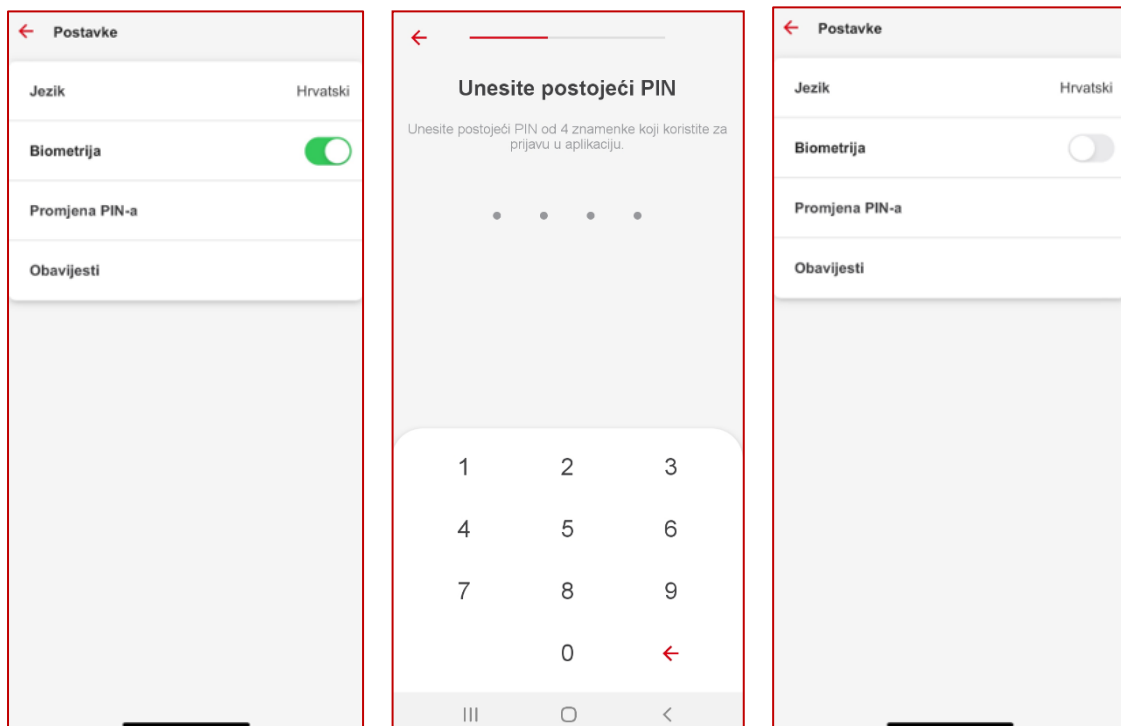 Postavke
Jezik Hrvatski
Biometrija
Promjena PIN-a
Obavijesti
Unesite postojeći PIN
Unesite postojeći PIN od 4 znamenke koji koristite za
prijavu u aplikaciju.
1 2 3
4 5 6
7 8 9
0
Postavke
Jezik Hrvatski
Biometrija
Promjena PIN-a
Obavijesti